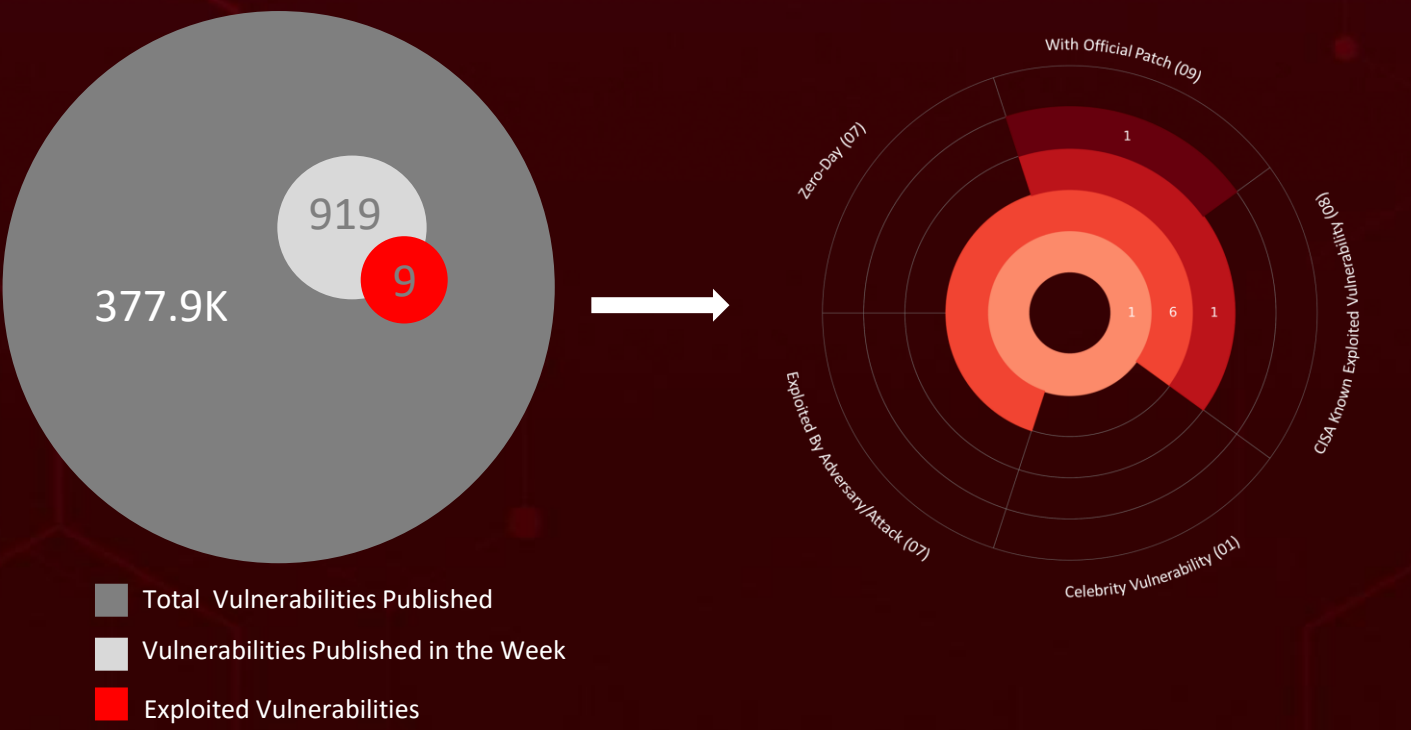 377.9K
919
9
Total Vulnerabilities Published
Vulnerabilities Published in the Week
Exploited Vulnerabilities
With Official Patch (09)
Zero-Day (07)
CISA Known Exploited Vulnerability (08)
Exploited By Adversary/Attack (07)
Celebrity Vulnerability (01)
1
1 6 1